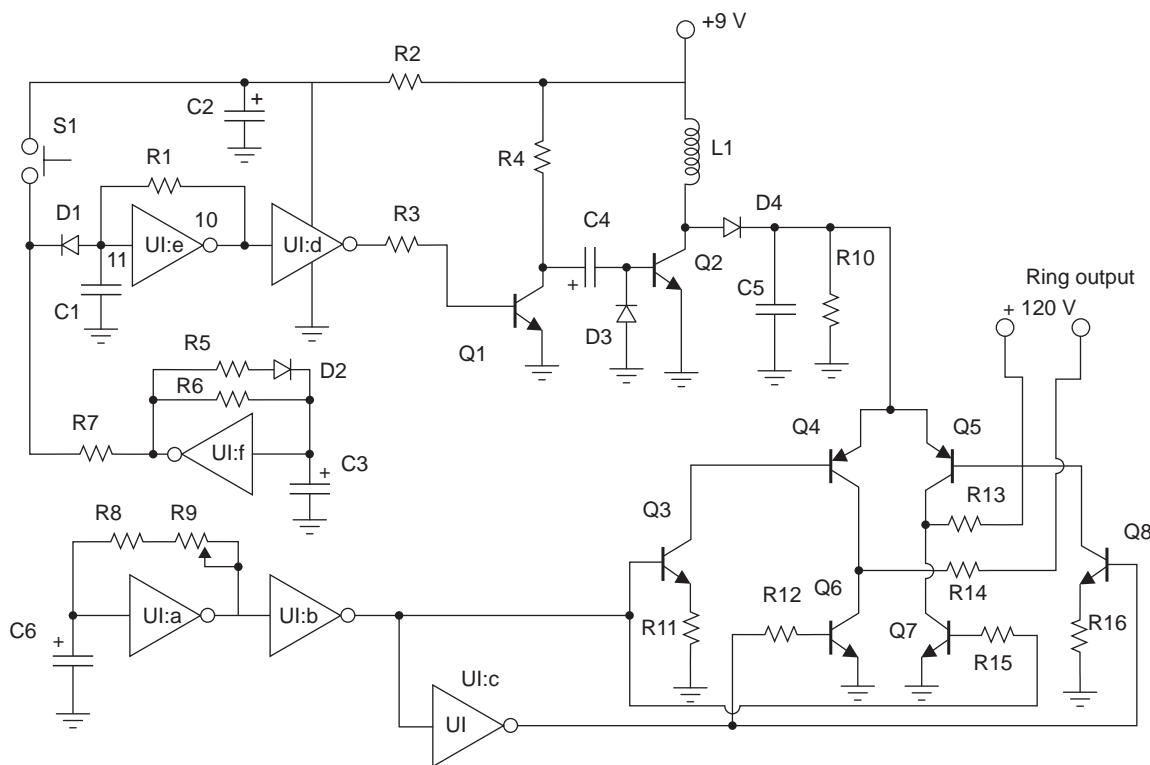 +9 V
R2
C2
+
S1
R1
R4
L1
D1
10
R3
C4
D4
UI:e
UI:d
11
C1
+
Q2
R10
C5
Ring output
+ 120 V
D3
Q1
R5
D2
R6
R7
UI:f
C3
+
Q4
Q5
R8
R9
Q3
R13
Q8
C6
+
UI:a
UI:b
R12
Q6
R14
R11
Q7
R16
R15
UI:c
UI